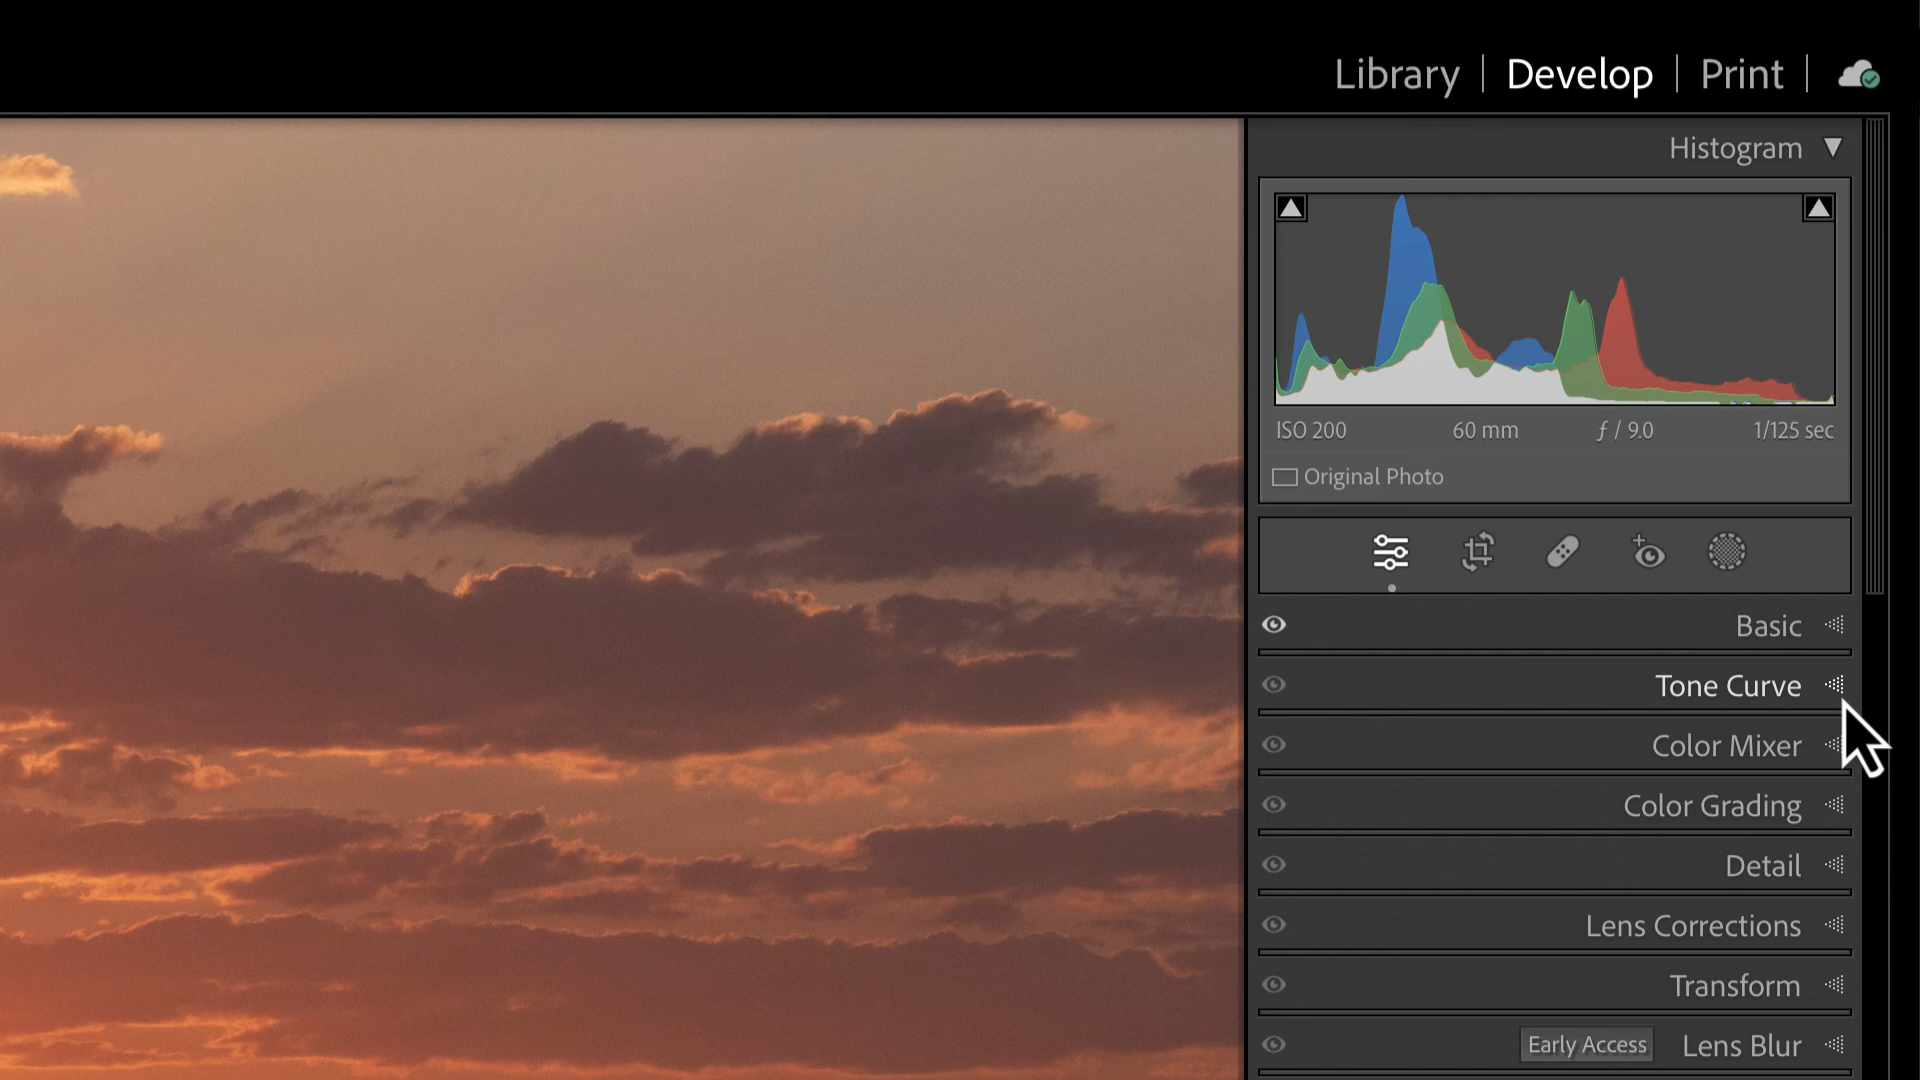 Library | Develop | Print |
Histogram
ISO 200 60 mm ƒ / 9.0 1/125 sec
Original Photo
Basic
Tone Curve
Color Mixer
Color Grading
Detail
Lens Corrections
Transform
Early Access Lens Blur